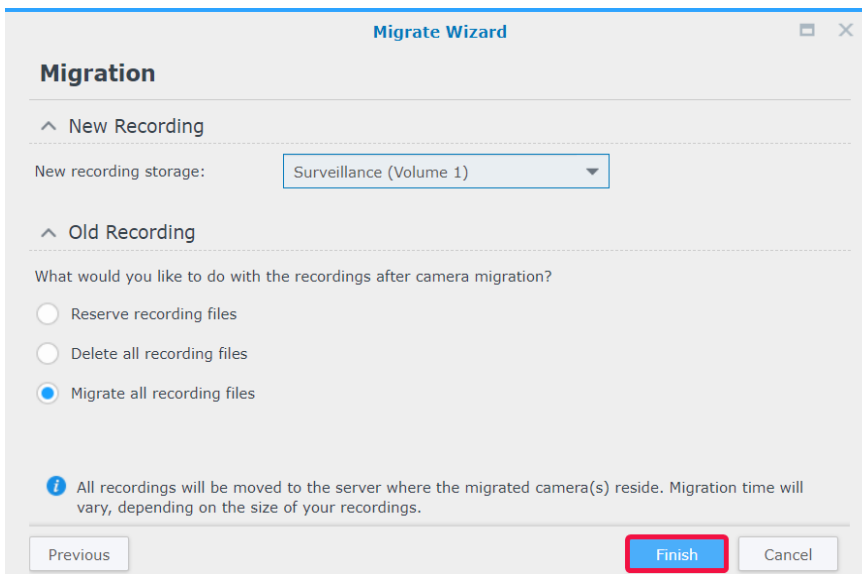 Migrate Wizard
Migration
New Recording
New recording storage:
Surveillance (Volume 1)
Old Recording
What would you like to do with the recordings after camera migration?
Reserve recording files
Delete all recording files
Migrate all recording files
All recordings will be moved to the server where the migrated camera(s) reside. Migration time will
vary, depending on the size of your recordings.
Previous
Finish
Cancel